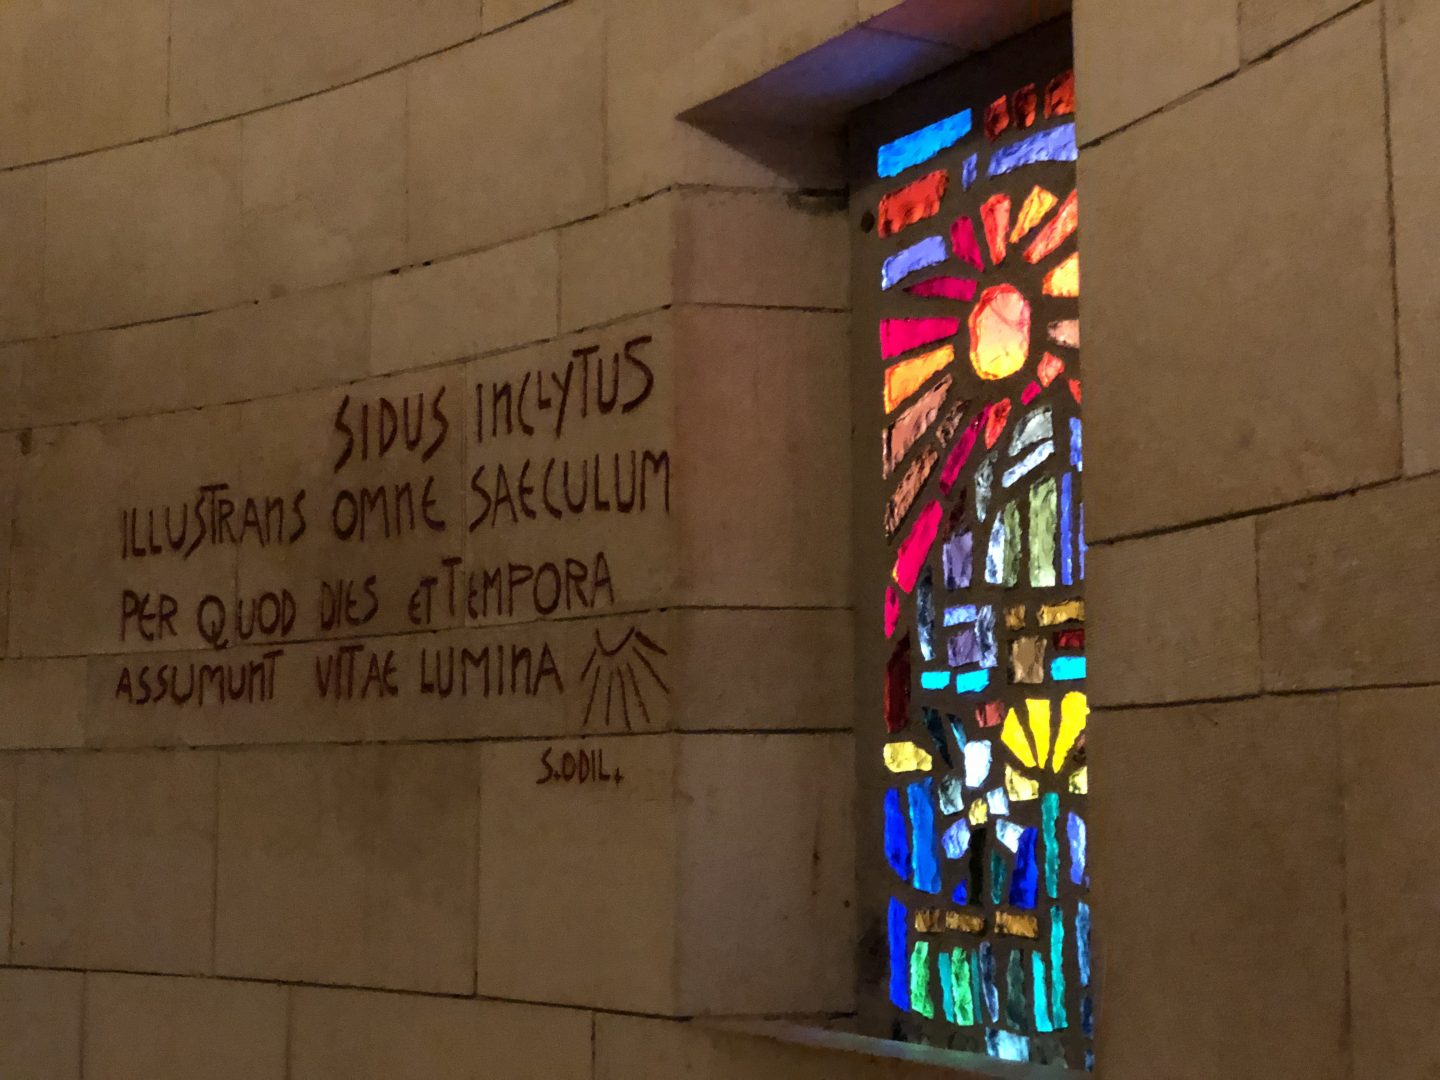 SIDUS INCLYTUS
ILLUSTRANS OMNE SAECULUM
PER QUOD DIES ET TEMPORA
ASSUMUNT VITAE LUMINA
S.ODIL.